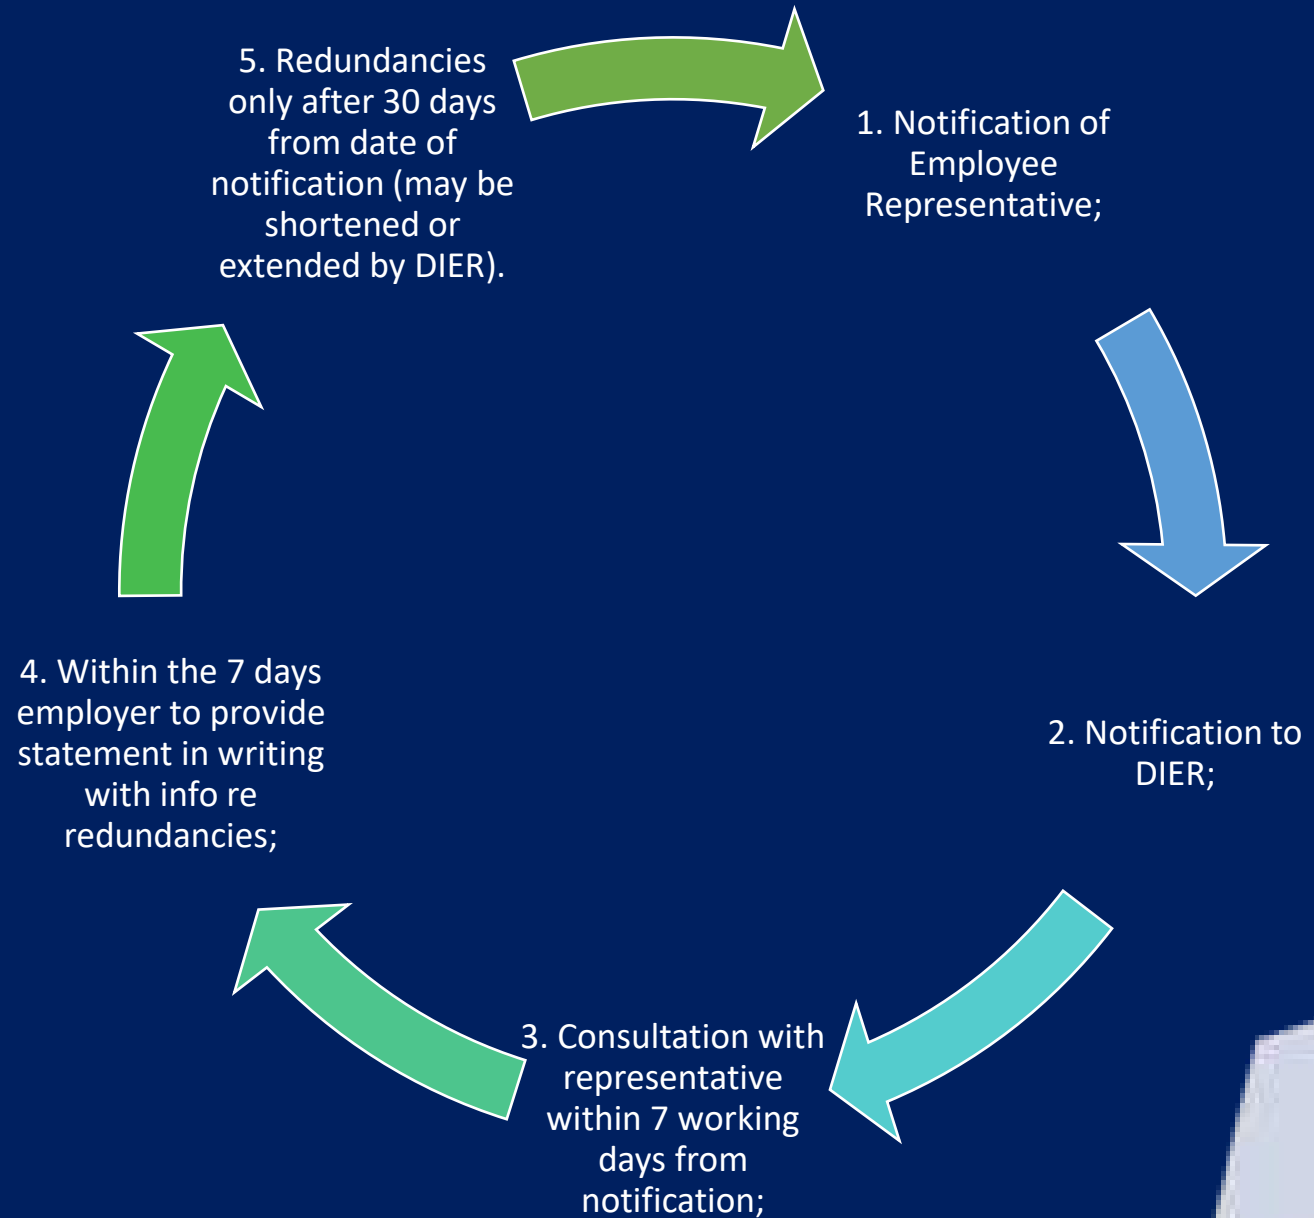 1. Notification of
Employee
Representative;
2. Notification to
DIER;
3. Consultation with
representative
within 7 working
days from
notification;
4. Within the 7 days
employer to provide
statement in writing
with info re
redundancies;
5. Redundancies
only after 30 days
from date of
notification (may be
shortened or
extended by DIER).